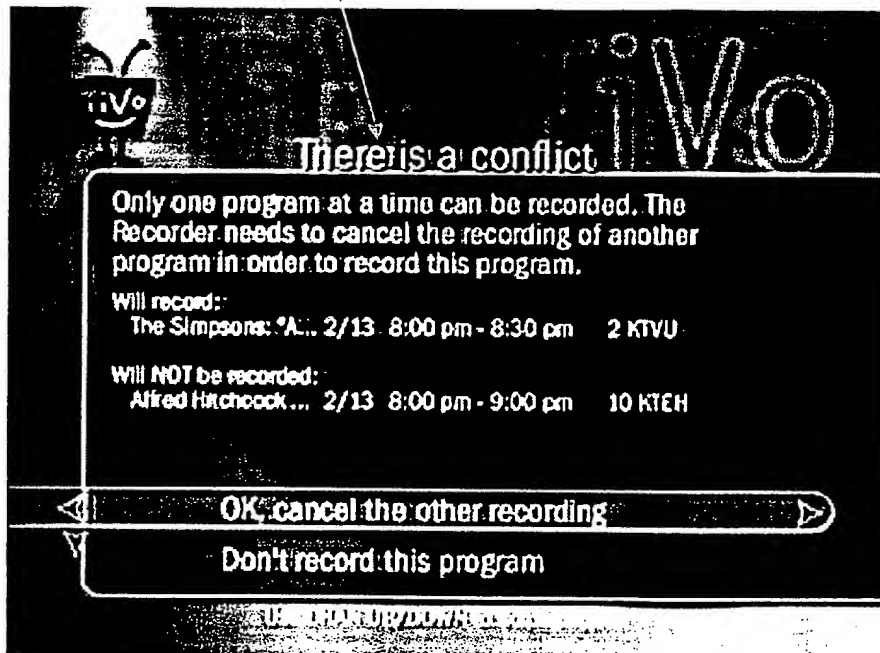 TiVo
TiVo
There is a conflict
Only one program at a time can be recorded. The
Recorder needs to cancel the recording of another
program in order to record this program.
Will record:
The Simpsons: "A... 2/13 8:00 pm - 8:30 pm 2 KTVU
Will NOT be recorded:
Alfred Hitchcock ... 2/13 8:00 pm - 9:00 pm 10 KTEH
OK, cancel the other recording
Don't record this program